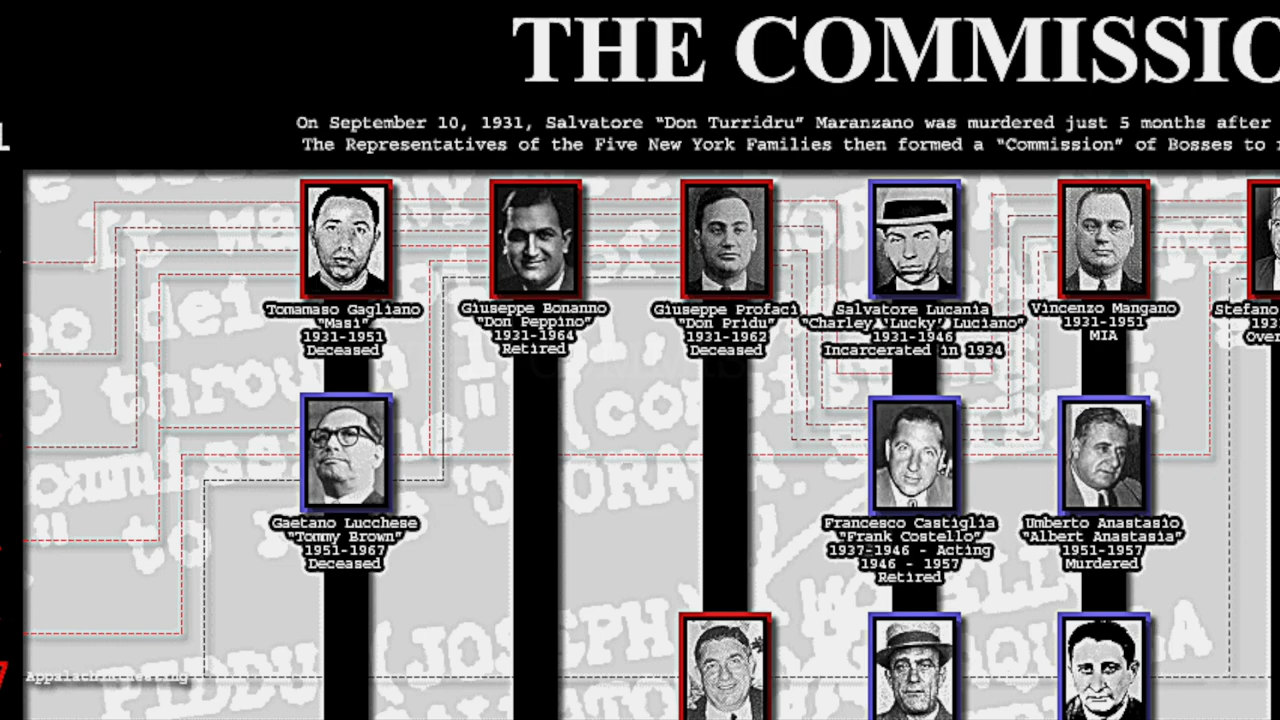 THE COMMISSIO
On September 10, 1931, Salvatore “Don Turridru” Maranzano was murdered just 5 months after
The Representatives of the Five New York Families then formed a “Commission” of Bosses to
Tomamaso Gagliano
"Masi"
1931-1951
Deceased
Giuseppe Bonanno
"Don Peppino"
1931-1964
Retired
Giuseppe Profaci
"Don Pridu"
1931-1962
Deceased
Salvatore Lucania
"Charley 'Lucky' Luciano"
1931-1946
Incarcerated in 1934
Vincenzo Mangano
1931-1951
MIA
Stefano
193
Over
Gaetano Lucchese
"Tommy Brown"
1951-1967
Deceased
Francesco Castiglia
"Frank Costello"
1937-1946 - Acting
1946 - 1957
Retired
Umberto Anastasio
"Albert Anastasia"
1951-1957
Murdered